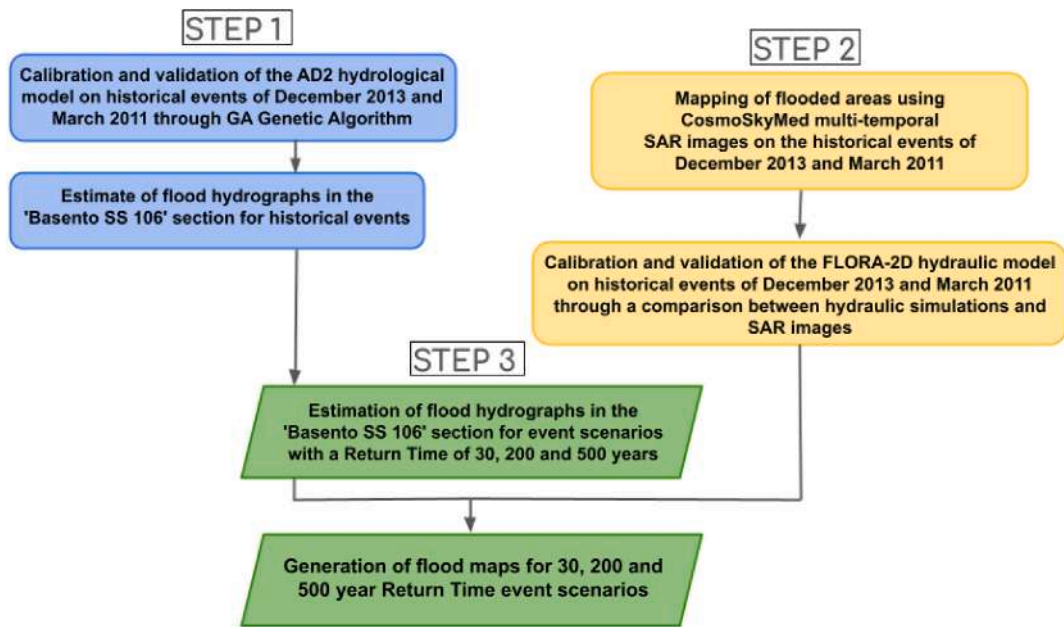 STEP 1
Calibration and validation of the AD2 hydrological
model on historical events of December 2013 and
March 2011 through GA Genetic Algorithm
Estimate of flood hydrographs in the
'Basento SS 106' section for historical events
STEP 2
Mapping of flooded areas using
CosmoSkyMed multi-temporal
SAR images on the historical events of
December 2013 and March 2011
Calibration and validation of the FLORA-2D hydraulic model
on historical events of December 2013 and March 2011
through a comparison between hydraulic simulations and
SAR images
STEP 3
Estimation of flood hydrographs in the
'Basento SS 106' section for event scenarios
with a Return Time of 30, 200 and 500 years
Generation of flood maps for 30, 200 and
500 year Return Time event scenarios